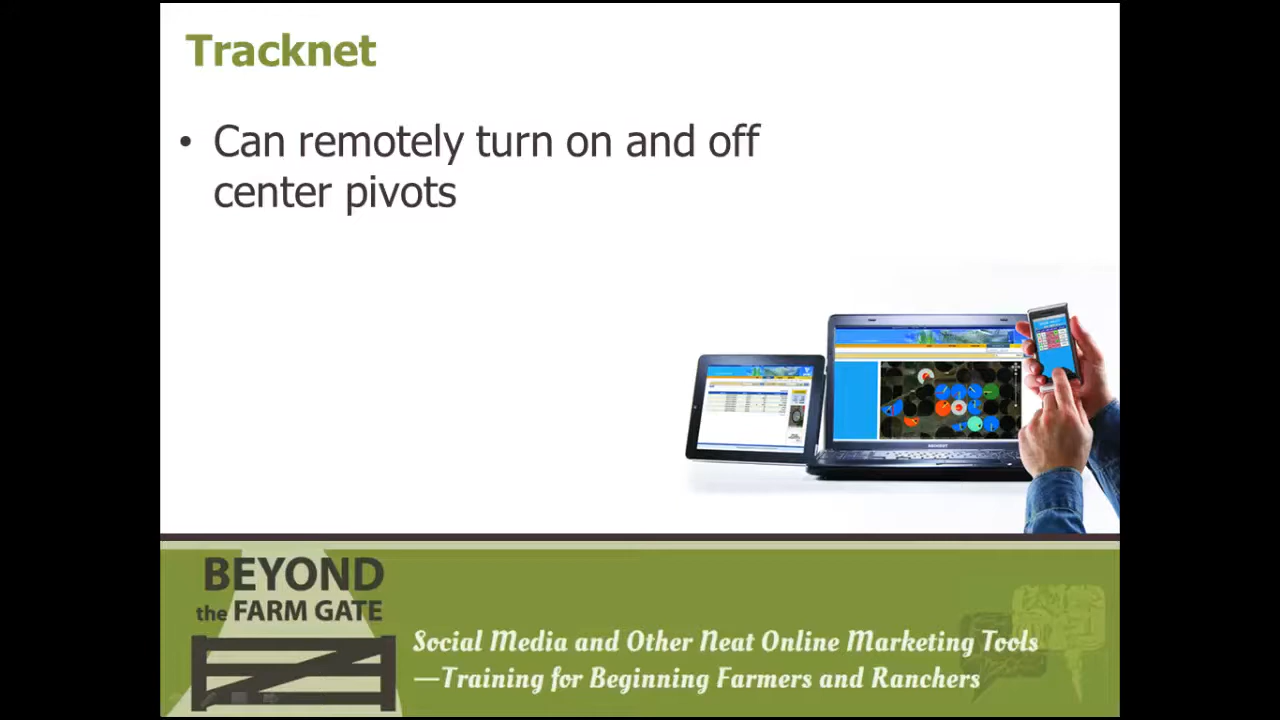 Tracknet
• Can remotely turn on and off
center pivots
BEYOND
the FARM GATE
Social Media and Other Neat Online Marketing Tools
—Training for Beginning Farmers and Ranchers